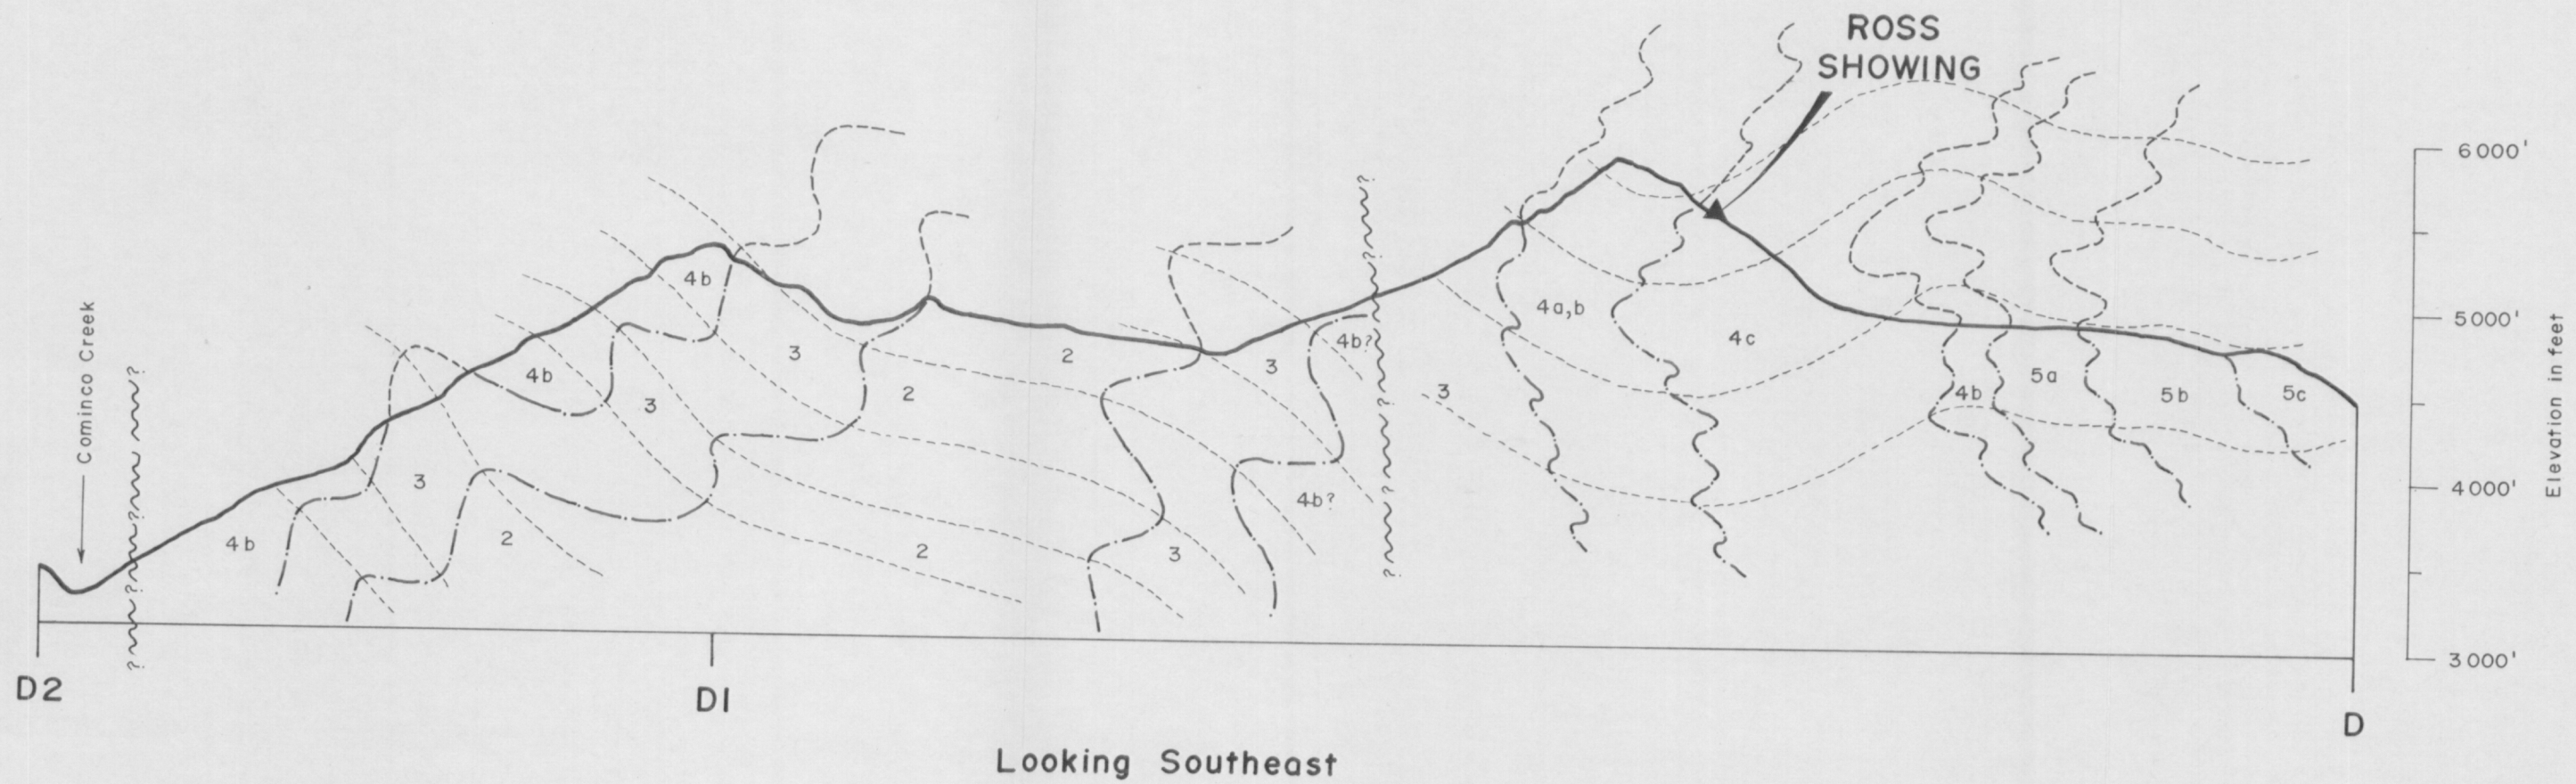 ROSS
SHOWING
6000'
5000'
4000'
3000'
Elevation in feet
Cominco Creek
4b
4b
4b
3
3
3
2
2
2
2
3
3
4b?
4b?
3
4a,b
4c
4b
5a
5b
5c
?
?
?
?
?
?
?
?
?
?
?
?
D2
D1
D
Looking Southeast